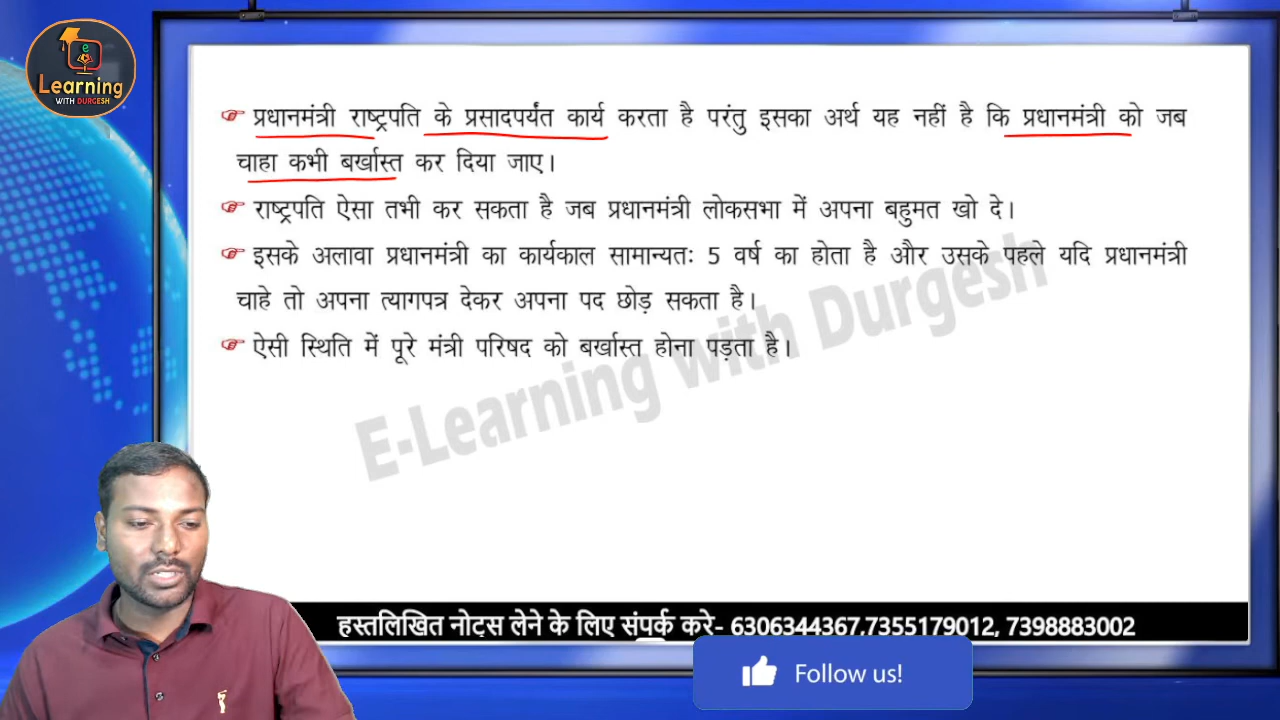 e
Learning
WITH DURGESH
प्रधानमंत्री राष्ट्रपति के प्रसादपर्यंत कार्य करता है परंतु इसका अर्थ यह नहीं है कि प्रधानमंत्री को जब
चाहा कभी बर्खास्त कर दिया जाए।
राष्ट्रपति ऐसा तभी कर सकता है जब प्रधानमंत्री लोकसभा में अपना बहुमत खो दे।
इसके अलावा प्रधानमंत्री का कार्यकाल सामान्यतः 5 वर्ष का होता है और उसके पहले यदि प्रधानमंत्री
चाहे तो अपना त्यागपत्र देकर अपना पद छोड़ सकता है।
ऐसी स्थिति में पूरे मंत्री परिषद को बर्खास्त होना पड़ता है।
E-Learning with Durgesh
हस्तलिखित नोट्स लेने के लिए संपर्क करे- 6306344367,7355179012, 7398883002
Follow us!